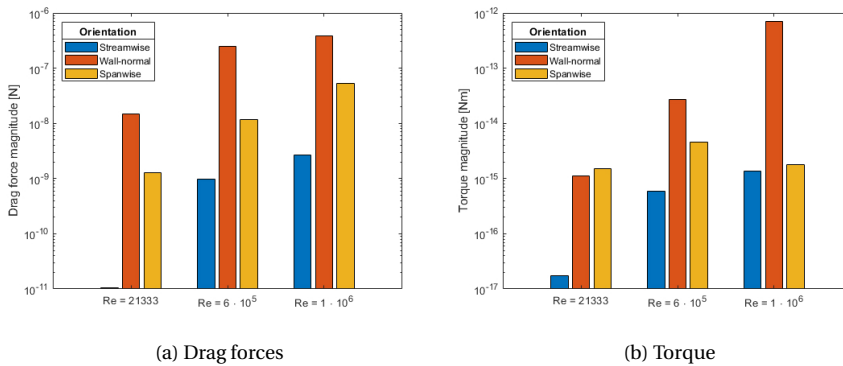 Orientation
Streamwise
Wall-normal
Spanwise
Drag force magnitude [N]
10⁻⁶
10⁻⁷
10⁻⁸
10⁻⁹
10⁻¹⁰
10⁻¹¹
Re = 21333
Re = 6 · 10⁵
Re = 1 · 10⁶
(a) Drag forces
Orientation
Streamwise
Wall-normal
Spanwise
Torque magnitude [Nm]
10⁻¹²
10⁻¹³
10⁻¹⁴
10⁻¹⁵
10⁻¹⁶
10⁻¹⁷
Re = 21333
Re = 6 · 10⁵
Re = 1 · 10⁶
(b) Torque